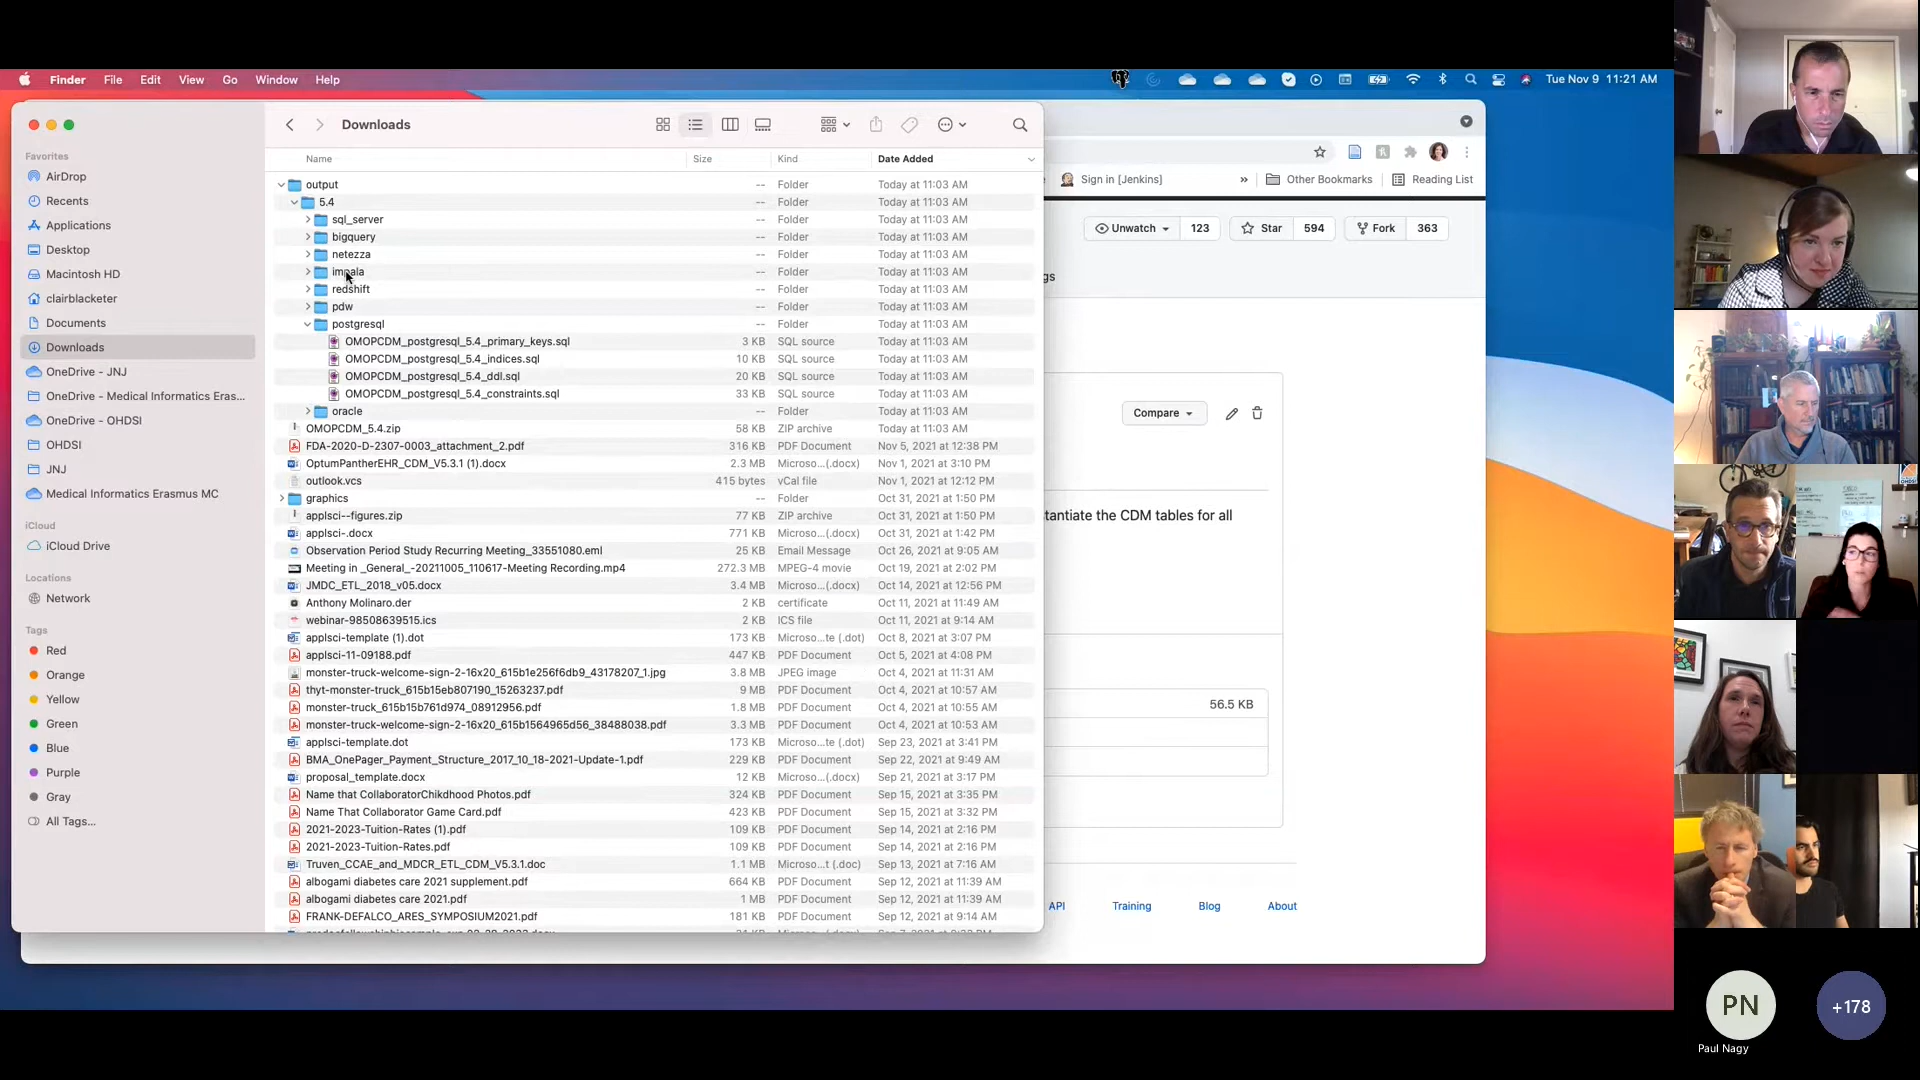 Finder File Edit View Go Window Help
Tue Nov 9 11:21 AM
Downloads
Favorites
AirDrop
Recents
Applications
Desktop
Macintosh HD
clairblacketer
Documents
Downloads
OneDrive - JNJ
OneDrive - Medical Informatics Eras...
OneDrive - OHDSI
OHDSI
JNJ
Medical Informatics Erasmus MC
iCloud
iCloud Drive
Locations
Network
Tags
Red
Orange
Yellow
Green
Blue
Purple
Gray
All Tags...
Name Size Kind Date Added
output -- Folder Today at 11:03 AM
5.4 -- Folder Today at 11:03 AM
sql_server -- Folder Today at 11:03 AM
bigquery -- Folder Today at 11:03 AM
netezza -- Folder Today at 11:03 AM
impala -- Folder Today at 11:03 AM
redshift -- Folder Today at 11:03 AM
pdw -- Folder Today at 11:03 AM
postgresql -- Folder Today at 11:03 AM
OMOPCDM_postgresql_5.4_primary_keys.sql 3 KB SQL source Today at 11:03 AM
OMOPCDM_postgresql_5.4_indices.sql 10 KB SQL source Today at 11:03 AM
OMOPCDM_postgresql_5.4_ddl.sql 20 KB SQL source Today at 11:03 AM
OMOPCDM_postgresql_5.4_constraints.sql 33 KB SQL source Today at 11:03 AM
oracle -- Folder Today at 11:03 AM
OMOPCDM_5.4.zip 58 KB ZIP archive Today at 11:03 AM
FDA-2020-D-2307-0003_attachment_2.pdf 316 KB PDF Document Nov 5, 2021 at 12:38 PM
OptumPantherEHR_CDM_V5.3.1 (1).docx 2.3 MB Microso...(.docx) Nov 1, 2021 at 3:10 PM
outlook.vcs 415 bytes vCal file Nov 1, 2021 at 12:12 PM
graphics -- Folder Oct 31, 2021 at 1:50 PM
applsci--figures.zip 77 KB ZIP archive Oct 31, 2021 at 1:50 PM
applsci-.docx 771 KB Microso...(.docx) Oct 31, 2021 at 1:42 PM
Observation Period Study Recurring Meeting_33551080.eml 25 KB Email Message Oct 26, 2021 at 9:05 AM
Meeting in _General_-20211005_110617-Meeting Recording.mp4 272.3 MB MPEG-4 movie Oct 19, 2021 at 2:02 PM
JMDC_ETL_2018_v05.docx 3.4 MB Microso...(.docx) Oct 14, 2021 at 12:56 PM
Anthony Molinaro.der 2 KB certificate Oct 11, 2021 at 11:49 AM
webinar-98508639515.ics 2 KB ICS file Oct 11, 2021 at 9:14 AM
applsci-template (1).dot 173 KB Microso...te (.dot) Oct 8, 2021 at 3:07 PM
applsci-11-09188.pdf 447 KB PDF Document Oct 5, 2021 at 4:08 PM
monster-truck-welcome-sign-2-16x20_615b1e256f6db9_43178207_1.jpg 3.8 MB JPEG image Oct 4, 2021 at 11:31 AM
thyt-monster-truck_615b15eb807190_15263237.pdf 9 MB PDF Document Oct 4, 2021 at 10:57 AM
monster-truck_615b15b761d974_08912956.pdf 1.8 MB PDF Document Oct 4, 2021 at 10:55 AM
monster-truck-welcome-sign-2-16x20_615b1564965d56_38488038.pdf 3.3 MB PDF Document Oct 4, 2021 at 10:53 AM
applsci-template.dot 173 KB Microso...te (.dot) Sep 23, 2021 at 3:41 PM
BMA_OnePager_Payment_Structure_2017_10_18-2021-Update-1.pdf 229 KB PDF Document Sep 22, 2021 at 9:49 AM
proposal_template.docx 12 KB Microso...(.docx) Sep 21, 2021 at 3:17 PM
Name that CollaboratorChikdhood Photos.pdf 324 KB PDF Document Sep 15, 2021 at 3:35 PM
Name That Collaborator Game Card.pdf 423 KB PDF Document Sep 15, 2021 at 3:32 PM
2021-2023-Tuition-Rates (1).pdf 109 KB PDF Document Sep 14, 2021 at 2:16 PM
2021-2023-Tuition-Rates.pdf 109 KB PDF Document Sep 14, 2021 at 2:16 PM
Truven_CCAE_and_MDCR_ETL_CDM_V5.3.1.doc 1.1 MB Microso...t (.doc) Sep 13, 2021 at 7:16 AM
albogami diabetes care 2021 supplement.pdf 664 KB PDF Document Sep 12, 2021 at 11:39 AM
albogami diabetes care 2021.pdf 1 MB PDF Document Sep 12, 2021 at 11:39 AM
FRANK-DEFALCO_ARES_SYMPOSIUM2021.pdf 181 KB PDF Document Sep 12, 2021 at 9:14 AM
Sign in [Jenkins] » Other Bookmarks Reading List
Unwatch 123 Star 594 Fork 363
gs
Compare
tantiate the CDM tables for all
56.5 KB
API Training Blog About
OHDSI
PN
Paul Nagy
+178